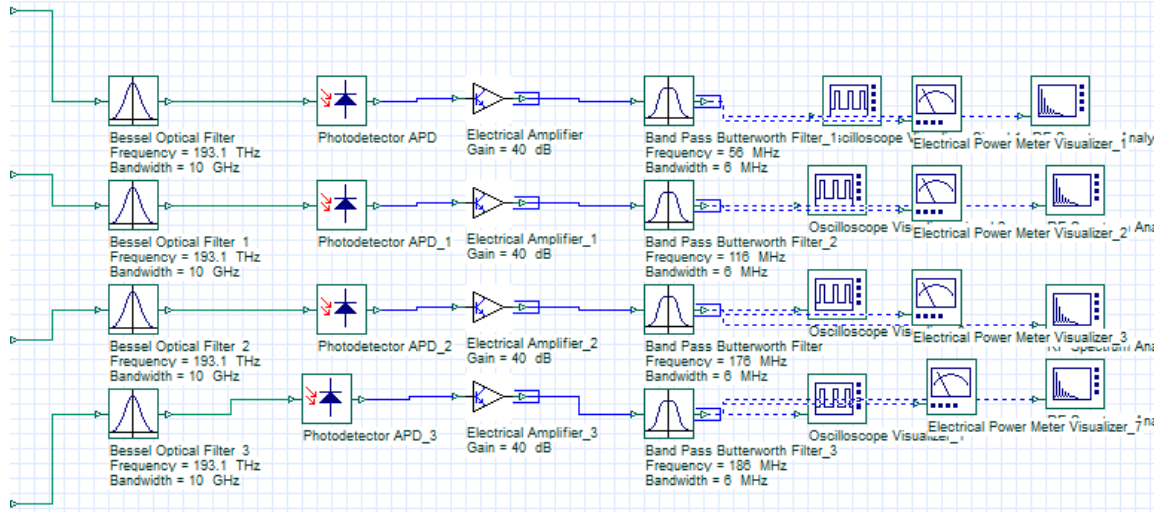 Bessel Optical Filter
Frequency = 193.1 THz
Bandwidth = 10 GHz
Photodetector APD
Electrical Amplifier
Gain = 40 dB
Band Pass Butterworth Filter_1
Frequency = 56 MHz
Bandwidth = 6 MHz
Electrical Power Meter Visualizer_1
Bessel Optical Filter_1
Frequency = 193.1 THz
Bandwidth = 10 GHz
Photodetector APD_1
Electrical Amplifier_1
Gain = 40 dB
Band Pass Butterworth Filter_2
Frequency = 116 MHz
Bandwidth = 6 MHz
Oscilloscope
Electrical Power Meter Visualizer_2
Bessel Optical Filter_2
Frequency = 193.1 THz
Bandwidth = 10 GHz
Photodetector APD_2
Electrical Amplifier_2
Gain = 40 dB
Band Pass Butterworth Filter
Frequency = 176 MHz
Bandwidth = 6 MHz
Oscilloscope
Electrical Power Meter Visualizer_3
Bessel Optical Filter_3
Frequency = 193.1 THz
Bandwidth = 10 GHz
Photodetector APD_3
Electrical Amplifier_3
Gain = 40 dB
Band Pass Butterworth Filter_3
Frequency = 186 MHz
Bandwidth = 6 MHz
Oscilloscope
Electrical Power Meter Visualizer_7